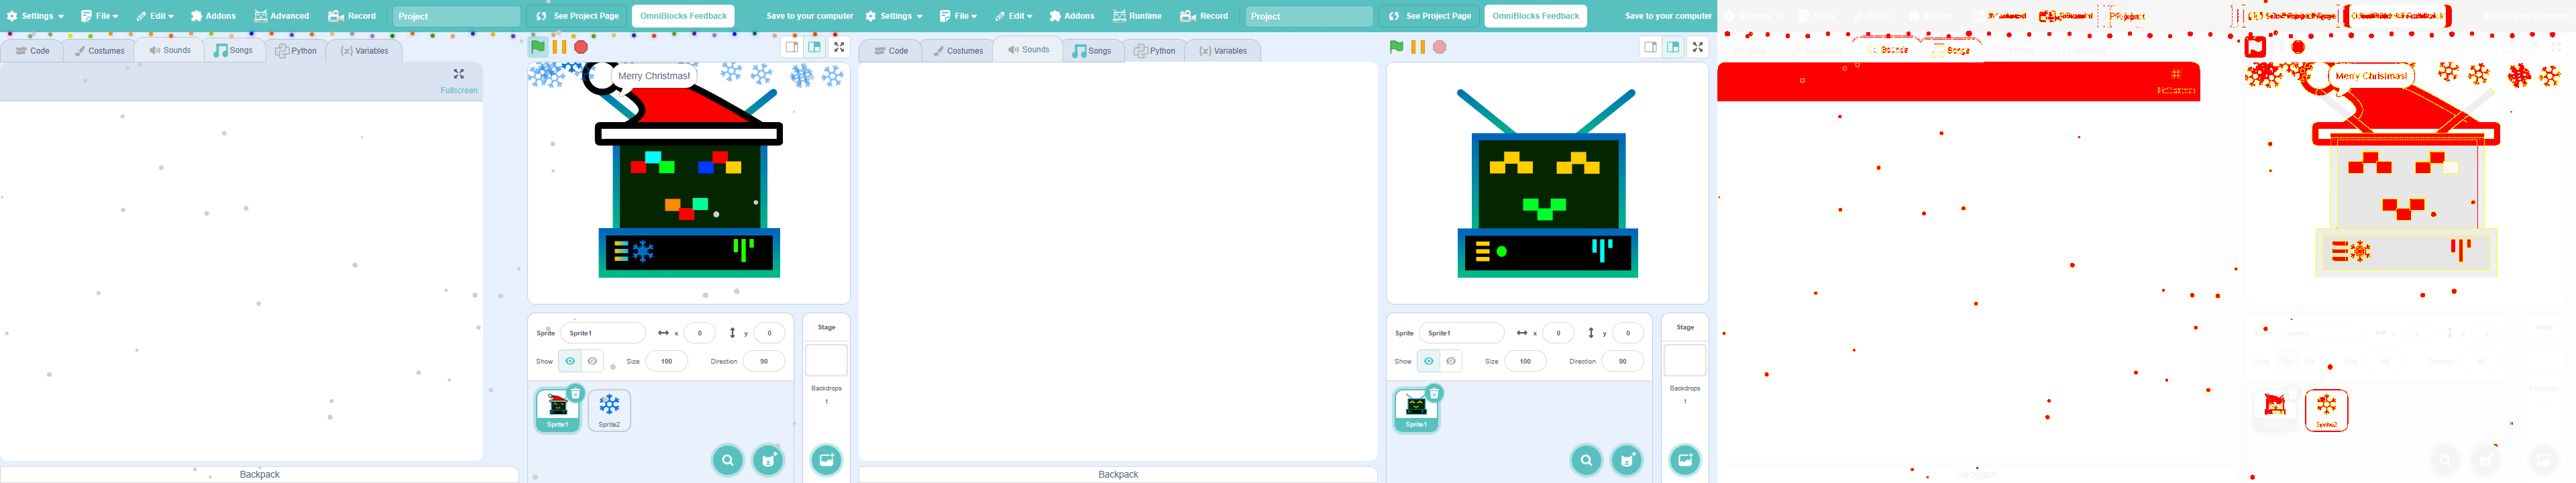 Settings File Edit Addons Advanced Record Project See Project Page OmniBlocks Feedback Save to your computer
Code Costumes Sounds Songs Python (x) Variables
Fullscreen
Merry Christmas!
Sprite Sprite1 x 0 y 0
Show Size 100 Direction 90
Stage
Backdrops
1
Sprite1 Sprite2
Backpack
Settings File Edit Addons Runtime Record Project See Project Page OmniBlocks Feedback Save to your computer
Code Costumes Sounds Songs Python (x) Variables
Sprite Sprite1 x 0 y 0
Show Size 100 Direction 90
Stage
Backdrops
1
Sprite1
Backpack
Sounds Songs
Fullscreen
Merry Christmas!
Sprite2
Backpack